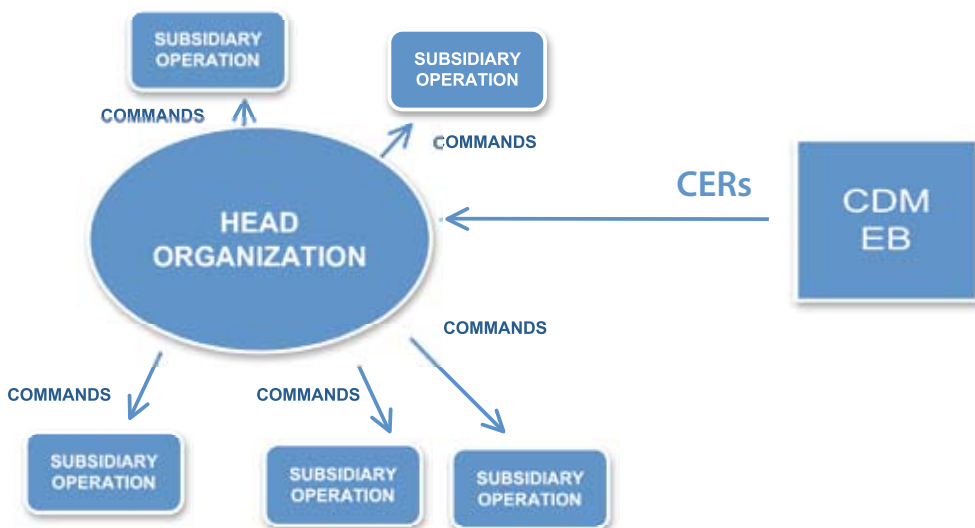 SUBSIDIARY
OPERATION
SUBSIDIARY
OPERATION
COMMANDS
COMMANDS
CERs
CDM
EB
HEAD
ORGANIZATION
COMMANDS
COMMANDS
COMMANDS
SUBSIDIARY
OPERATION
SUBSIDIARY
OPERATION
SUBSIDIARY
OPERATION